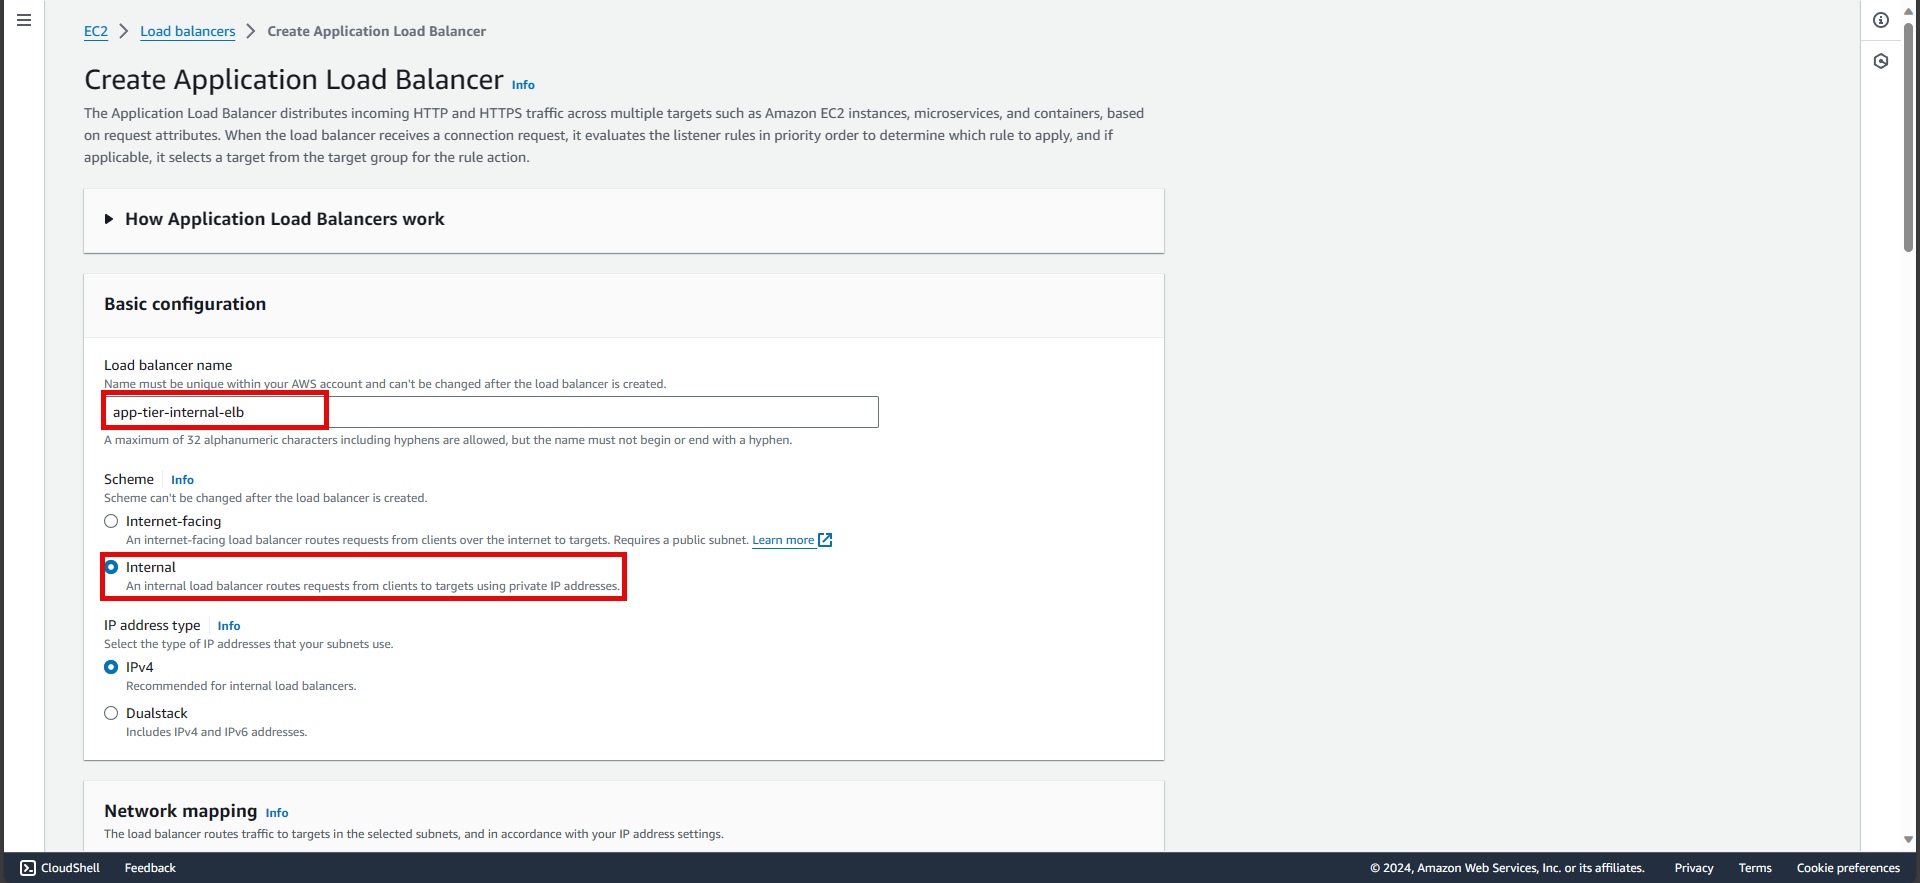 EC2 > Load balancers > Create Application Load Balancer
Create Application Load Balancer Info
The Application Load Balancer distributes incoming HTTP and HTTPS traffic across multiple targets such as Amazon EC2 instances, microservices, and containers, based
on request attributes. When the load balancer receives a connection request, it evaluates the listener rules in priority order to determine which rule to apply, and if
applicable, it selects a target from the target group for the rule action.
How Application Load Balancers work
Basic configuration
Load balancer name
Name must be unique within your AWS account and can't be changed after the load balancer is created.
app-tier-internal-elb
A maximum of 32 alphanumeric characters including hyphens are allowed, but the name must not begin or end with a hyphen.
Scheme Info
Scheme can't be changed after the load balancer is created.
Internet-facing
An internet-facing load balancer routes requests from clients over the internet to targets. Requires a public subnet. Learn more
Internal
An internal load balancer routes requests from clients to targets using private IP addresses.
IP address type Info
Select the type of IP addresses that your subnets use.
IPv4
Recommended for internal load balancers.
Dualstack
Includes IPv4 and IPv6 addresses.
Network mapping Info
The load balancer routes traffic to targets in the selected subnets, and in accordance with your IP address settings.
CloudShell Feedback © 2024, Amazon Web Services, Inc. or its affiliates. Privacy Terms Cookie preferences